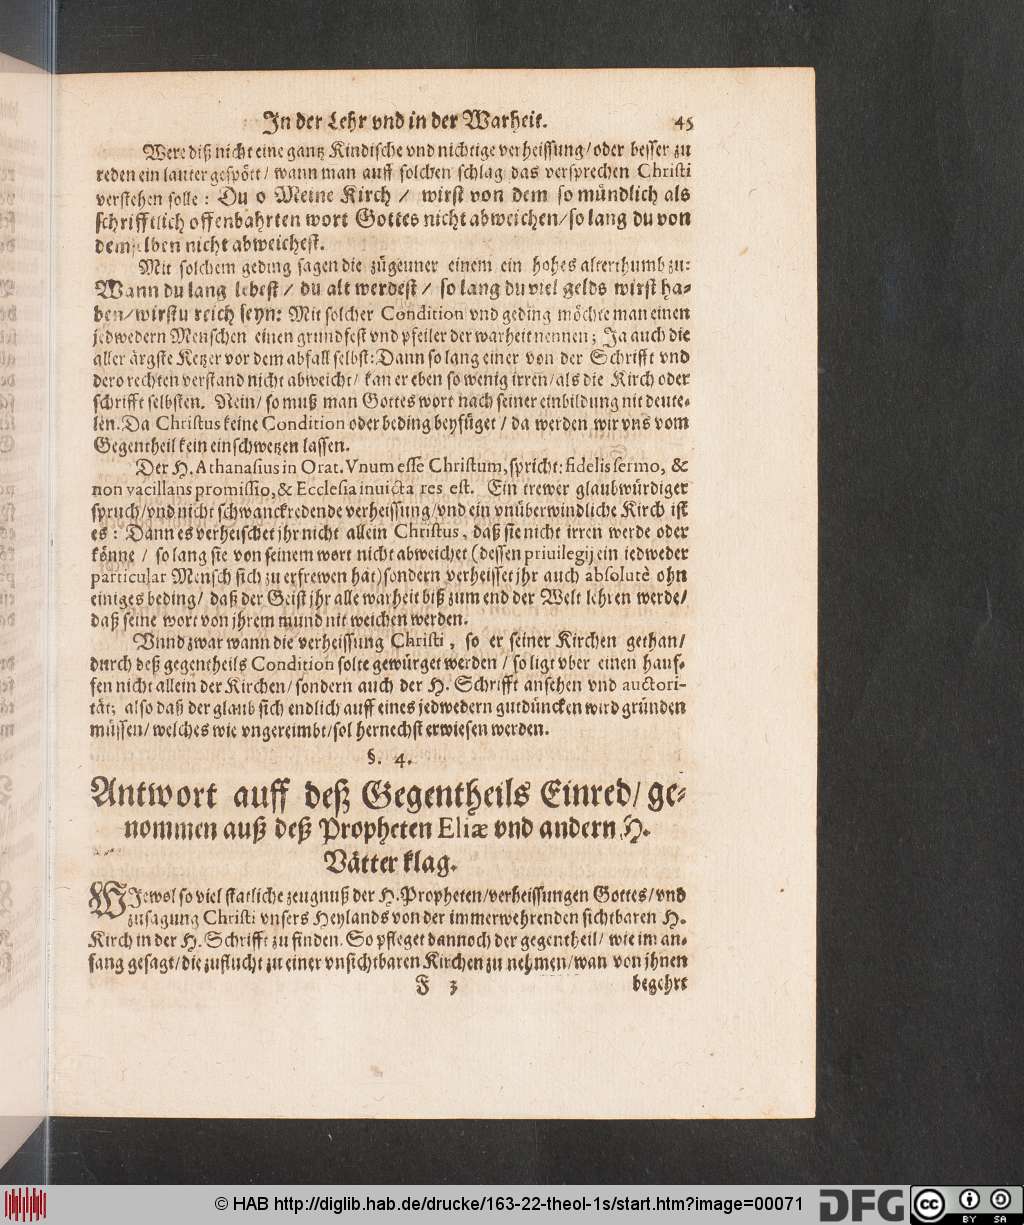 In der Lehr vnd in der Warheit. 45
Were diß nicht eine gantz Kindische vnd nichtige verheissung/ oder besser zu
reden ein lauter gespött/ wann man auff solchen schlag das versprechen Christi
verstehen solle: Du o Meine Kirch / wirst von dem so mündlich als
schrifftlich offenbahrten wort Gottes nicht abweichen/ so lang du von
demselben nicht abweichest.
Mit solchem geding sagen die zügeuner einem ein hohes alterthumb zu:
Wann du lang lebest / du alt werdest / so lang du viel gelds wirst ha-
ben/ wirstu reich seyn: Mit solcher Condition vnd geding möchte man einen
jedwedern Menschen einen grundfest vnd pfeiler der warheit nennen; Ja auch die
aller ärgste Ketzer vor dem abfall selbst: Dann so lang einer von der Schrifft vnd
dero rechten verstand nicht abweicht/ kan er eben so wenig irren/ als die Kirch oder
schrifft selbsten. Nein/ so muß man Gottes wort nach seiner einbildung nit deute-
len. Da Christus keine Condition oder beding beyfüget / da werden wir vns vom
Gegentheil kein einschwetzen lassen.
Der H. Athanasius in Orat. Vnum esse Christum, spricht: fidelis sermo, &
non vacillans promissio, & Ecclesia inuicta res est. Ein trewer glaubwürdiger
spruch/ vnd nicht schwanckredende verheissung/ vnd ein vnüberwindliche Kirch ist
es: Dann es verheischet jhr nicht allein Christus, daß sie nicht irren werde oder
könne / so lang sie von seinem wort nicht abweichet (dessen priuilegij ein iedweder
particular Mensch sich zu erfrewen hat) sondern verheisset jhr auch absolutè ohn
einiges beding/ daß der Geist jhr alle warheit biß zum end der Welt lehren werde/
daß seine wort von jhrem mund nit weichen werden.
Vnnd zwar wann die verheissung Christi, so er seiner Kirchen gethan/
durch deß gegentheils Condition solte gewürget werden / so ligt vber einen hauf-
fen nicht allein der Kirchen/ sondern auch der H. Schrifft ansehen vnd auctori-
tät; also daß der glaub sich endlich auff eines jedwedern gutdüncken wird gründen
müssen/ welches wie vngereimbt/ sol hernechst erwiesen werden.
§. 4.
Antwort auff deß Gegentheils Einred/ ge-
nommen auß deß Propheten Eliæ vnd andern H.
Vätter klag.
WIewol so viel statliche zeugnuß der H. Propheten/ verheissungen Gottes/ vnd
zusagung Christi vnsers Heylands von der immerwehrenden sichtbaren H.
Kirch in der H. Schrifft zu finden. So pfleget dannoch der gegentheil/ wie im an-
fang gesagt/ die zuflucht zu einer vnsichtbaren Kirchen zu nehmen/ wan von jhnen
F 3 begehrt
© HAB http://diglib.hab.de/drucke/163-22-theol-1s/start.htm?image=00071
DFG
cc BY SA